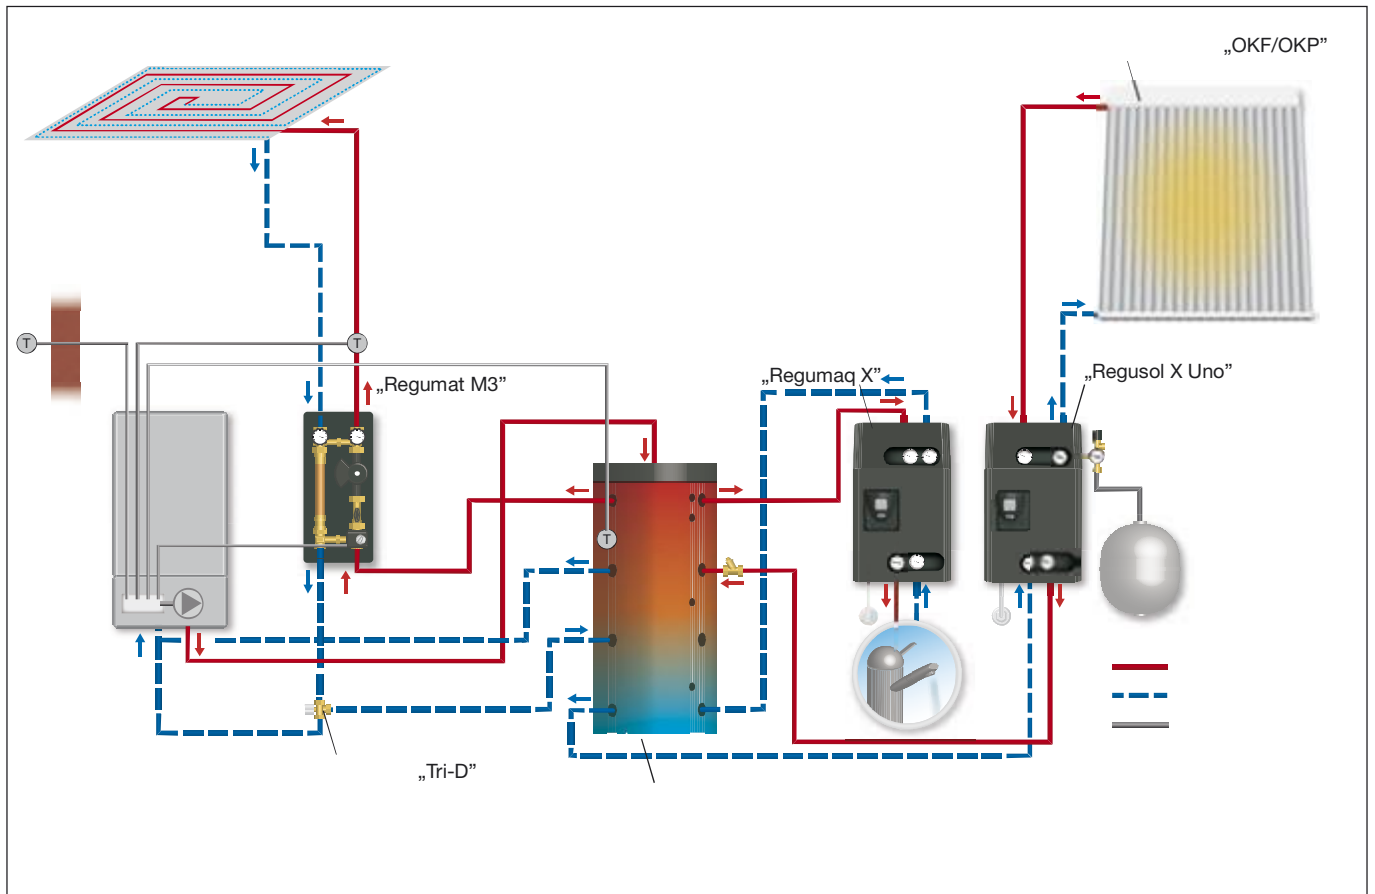 „OKF/OKP”
T
T
„Regumat M3”
„Regumaq X”
„Regusol X Uno”
T
„Tri-D”